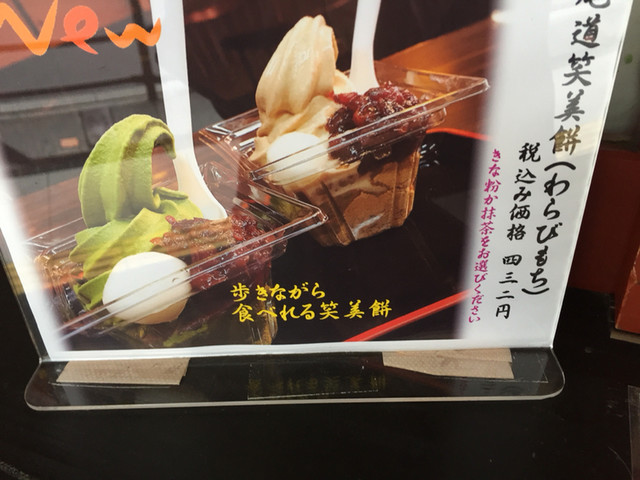 New
道笑美餅(わらびもち)
税込み価格 四三二円
きな粉か抹茶をお選びください
歩きながら
食べれる笑美餅